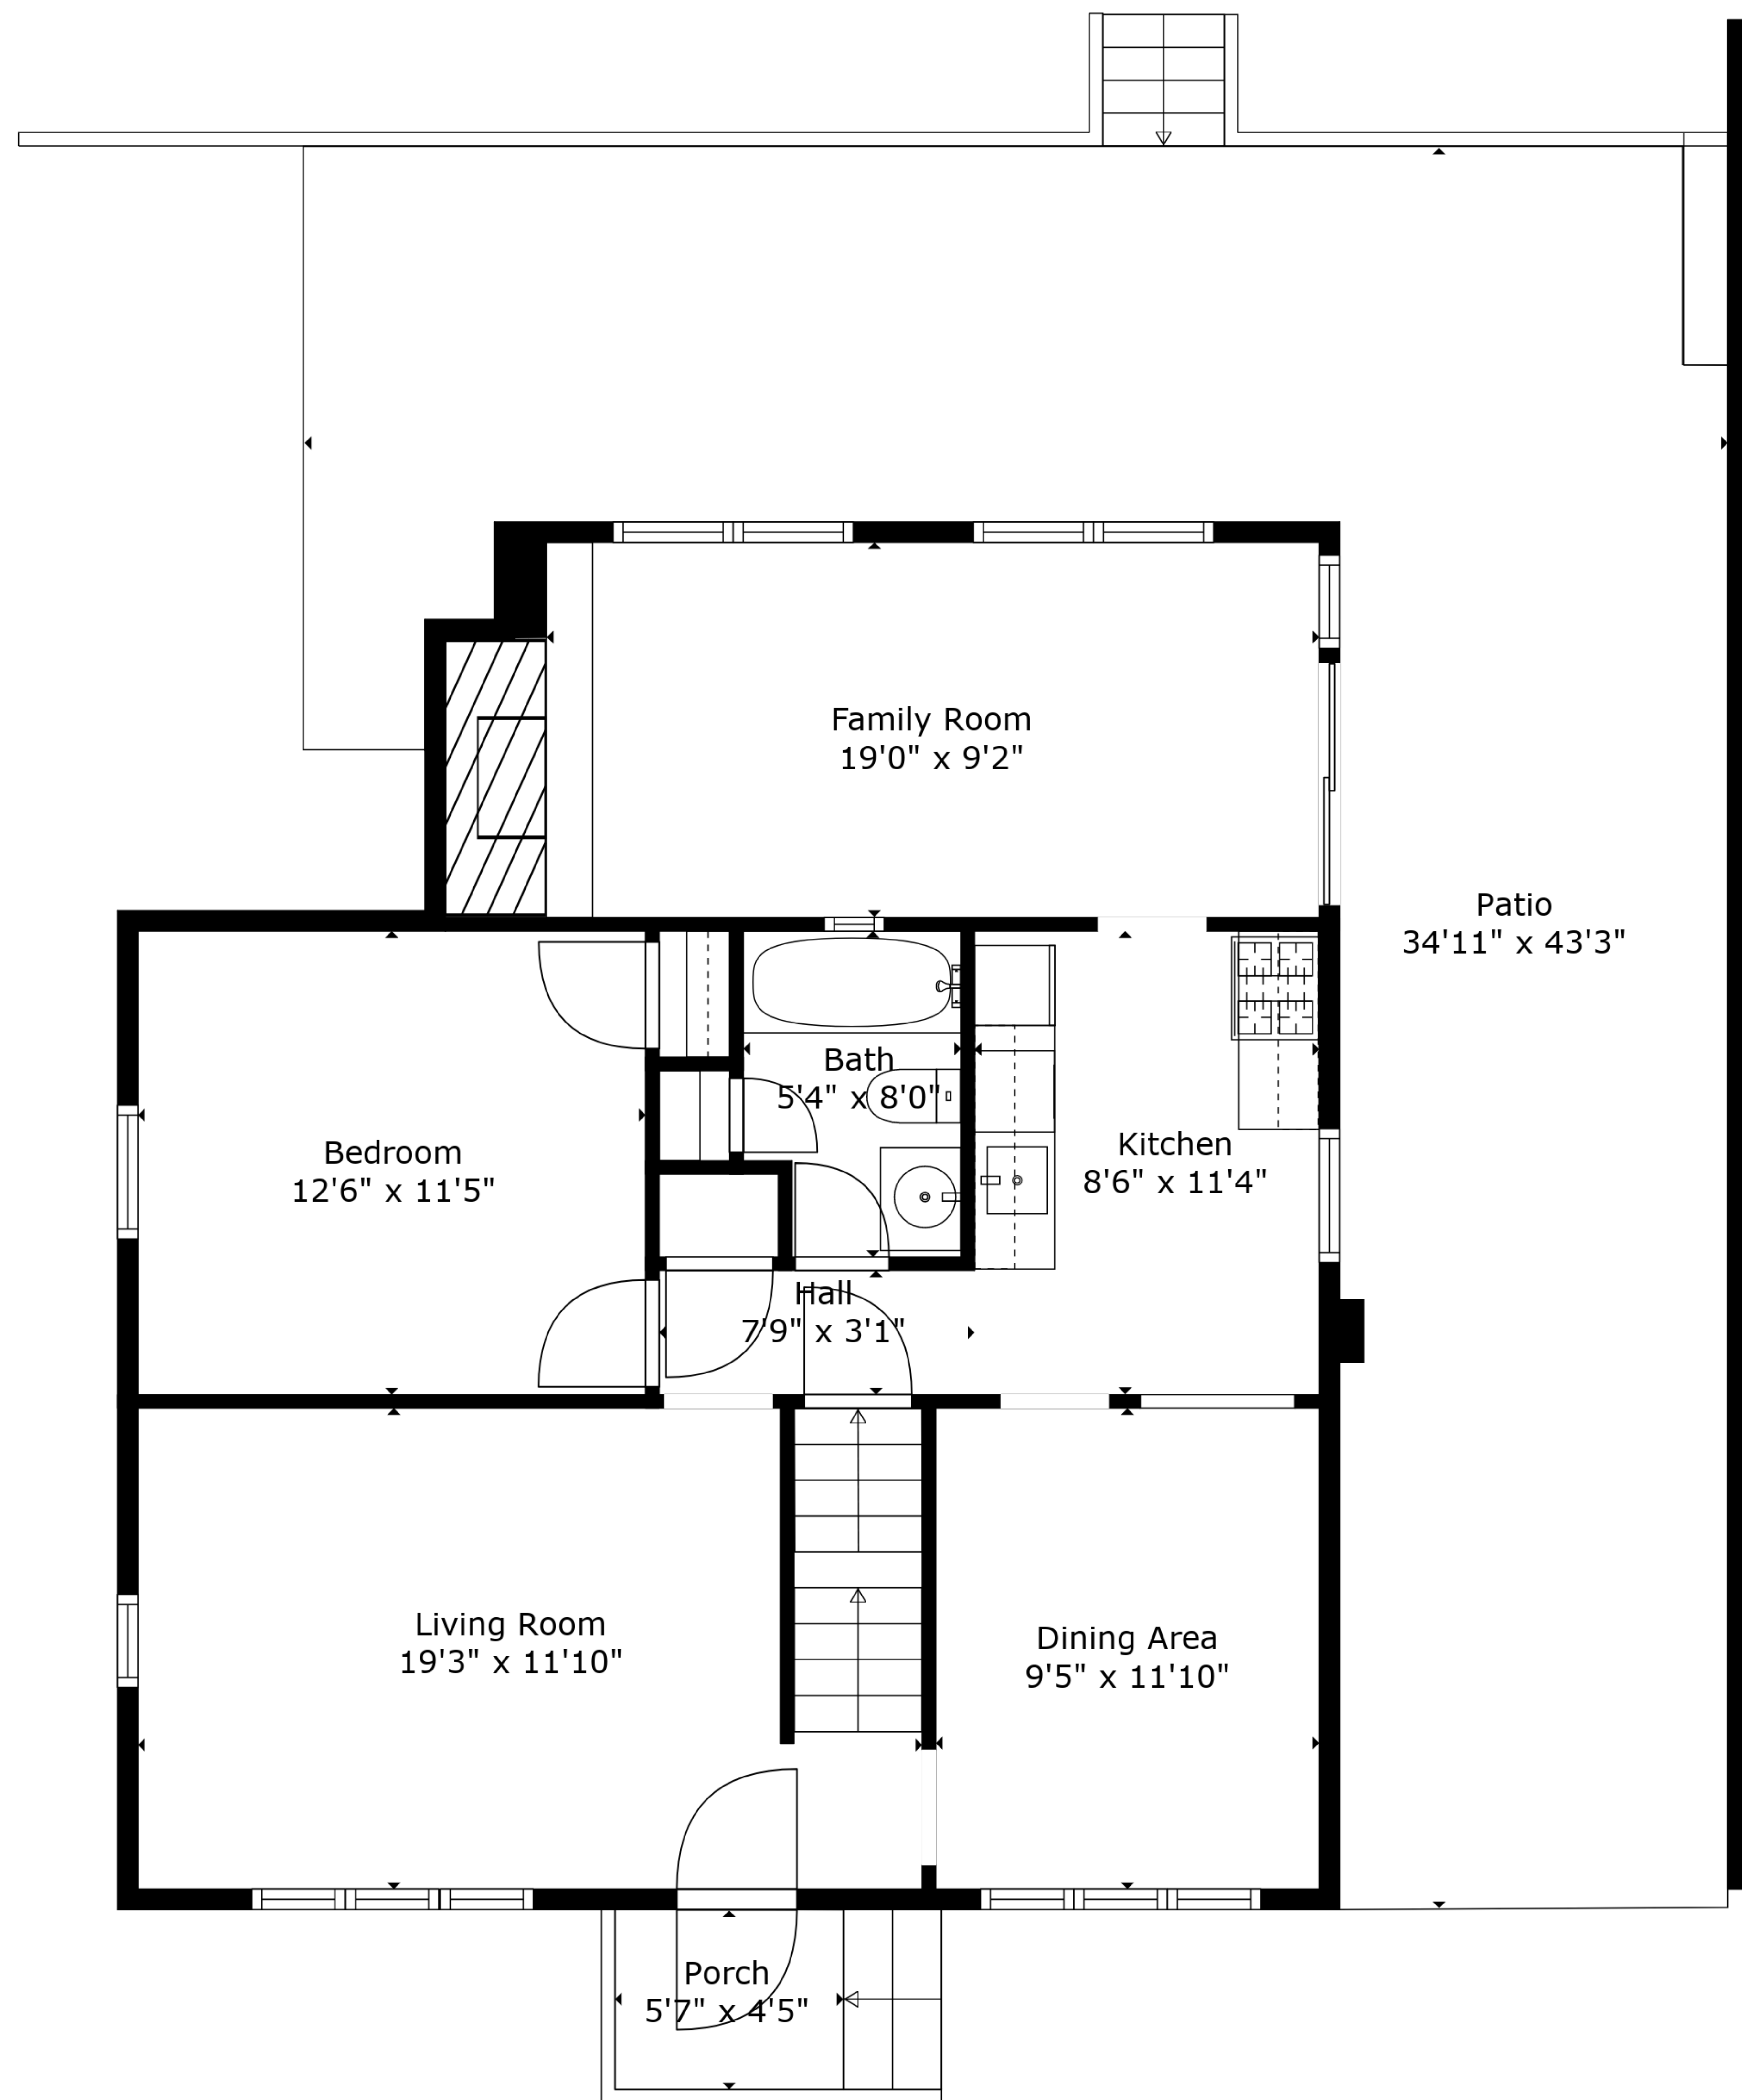 Family Room
19'0" x 9'2"
Patio
34'11" x 43'3"
Bath
5'4" x 8'0"
Kitchen
8'6" x 11'4"
Bedroom
12'6" x 11'5"
Hall
7'9" x 3'1"
Living Room
19'3" x 11'10"
Dining Area
9'5" x 11'10"
Porch
5'7" x 4'5"